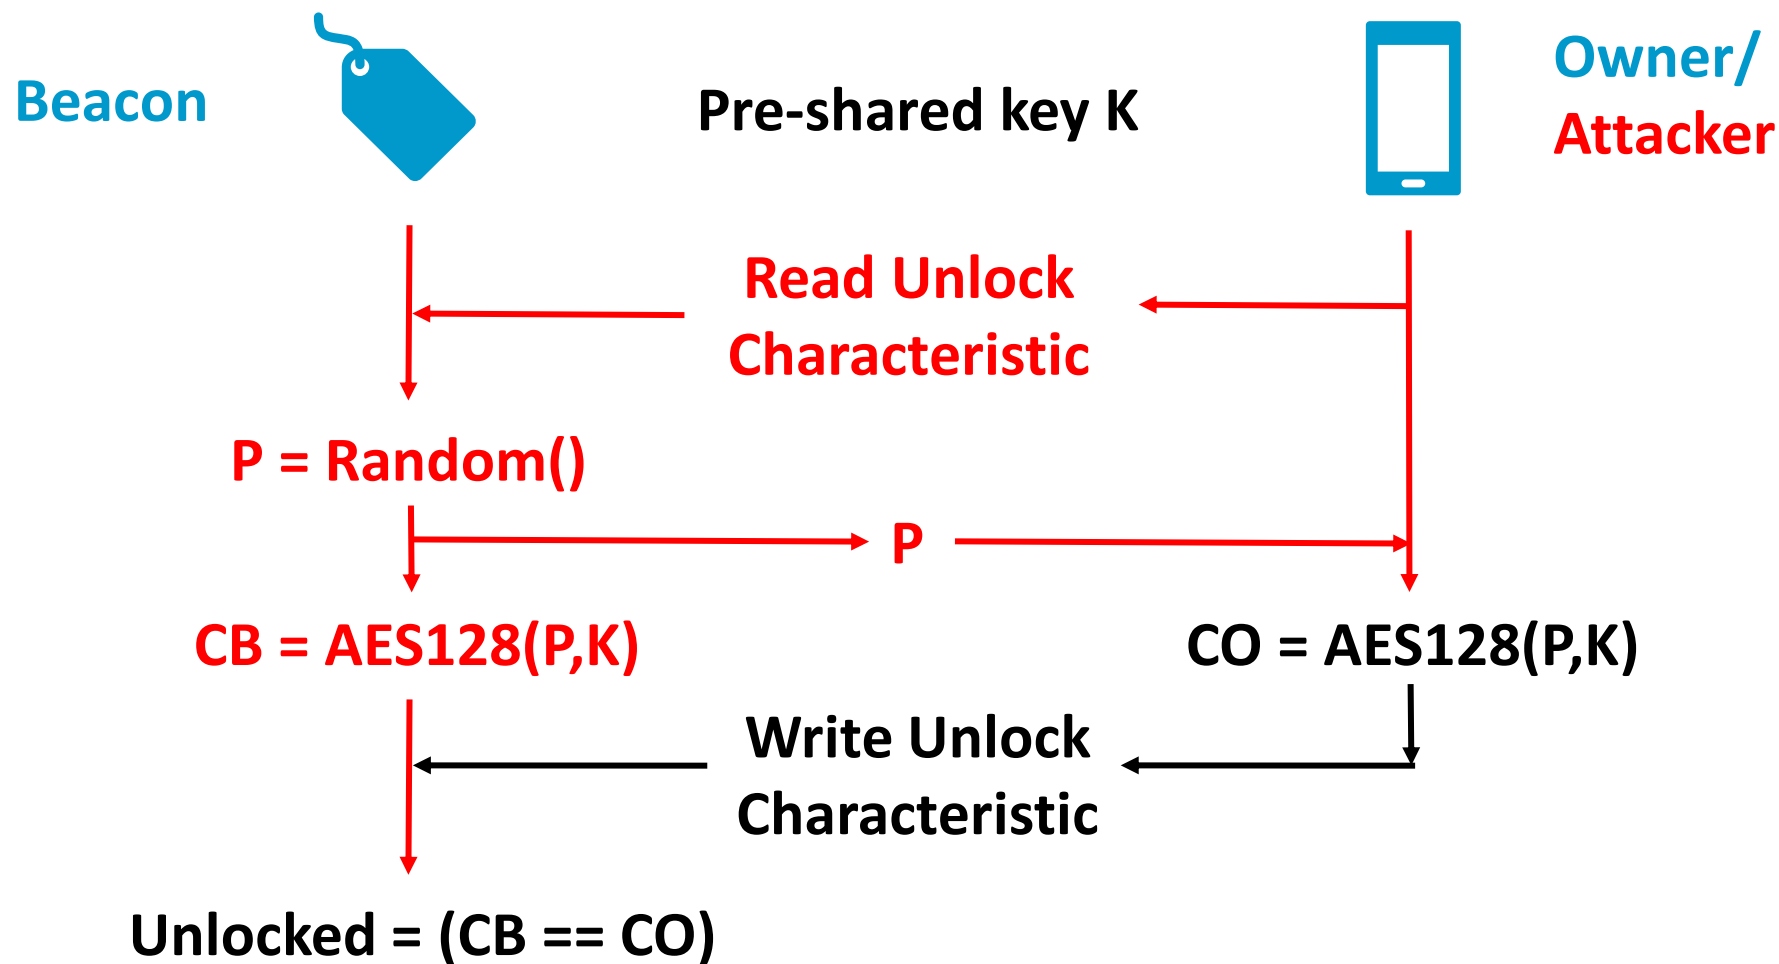 Beacon
Pre-shared key K
Owner/
Attacker
Read Unlock
Characteristic
P = Random()
P
CB = AES128(P,K)
CO = AES128(P,K)
Write Unlock
Characteristic
Unlocked = (CB == CO)